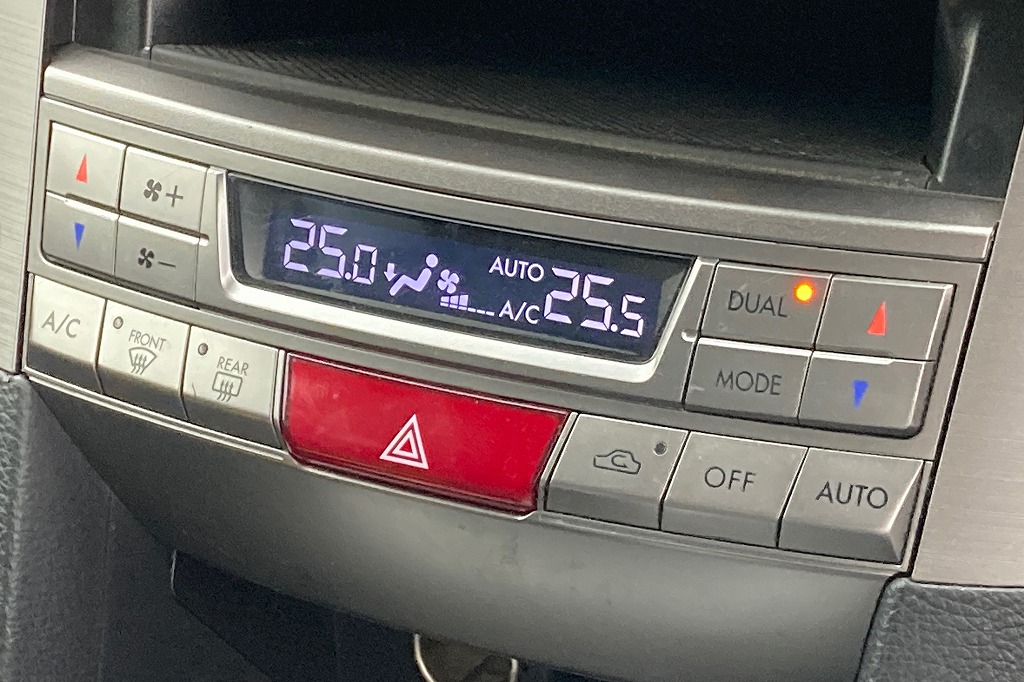 25.0
AUTO
A/C
25.5
DUAL
MODE
A/C
FRONT
REAR
OFF
AUTO